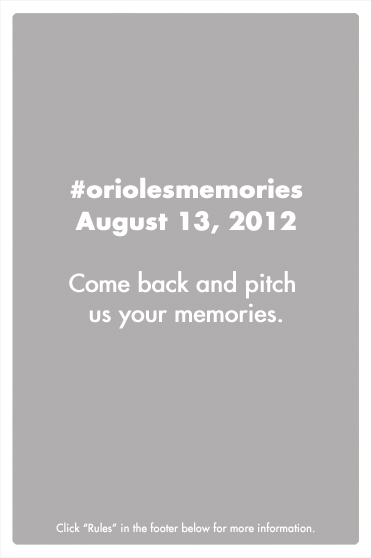 #oriolesmemories
August 13, 2012
Come back and pitch
us your memories.
Click “Rules” in the footer below for more information.